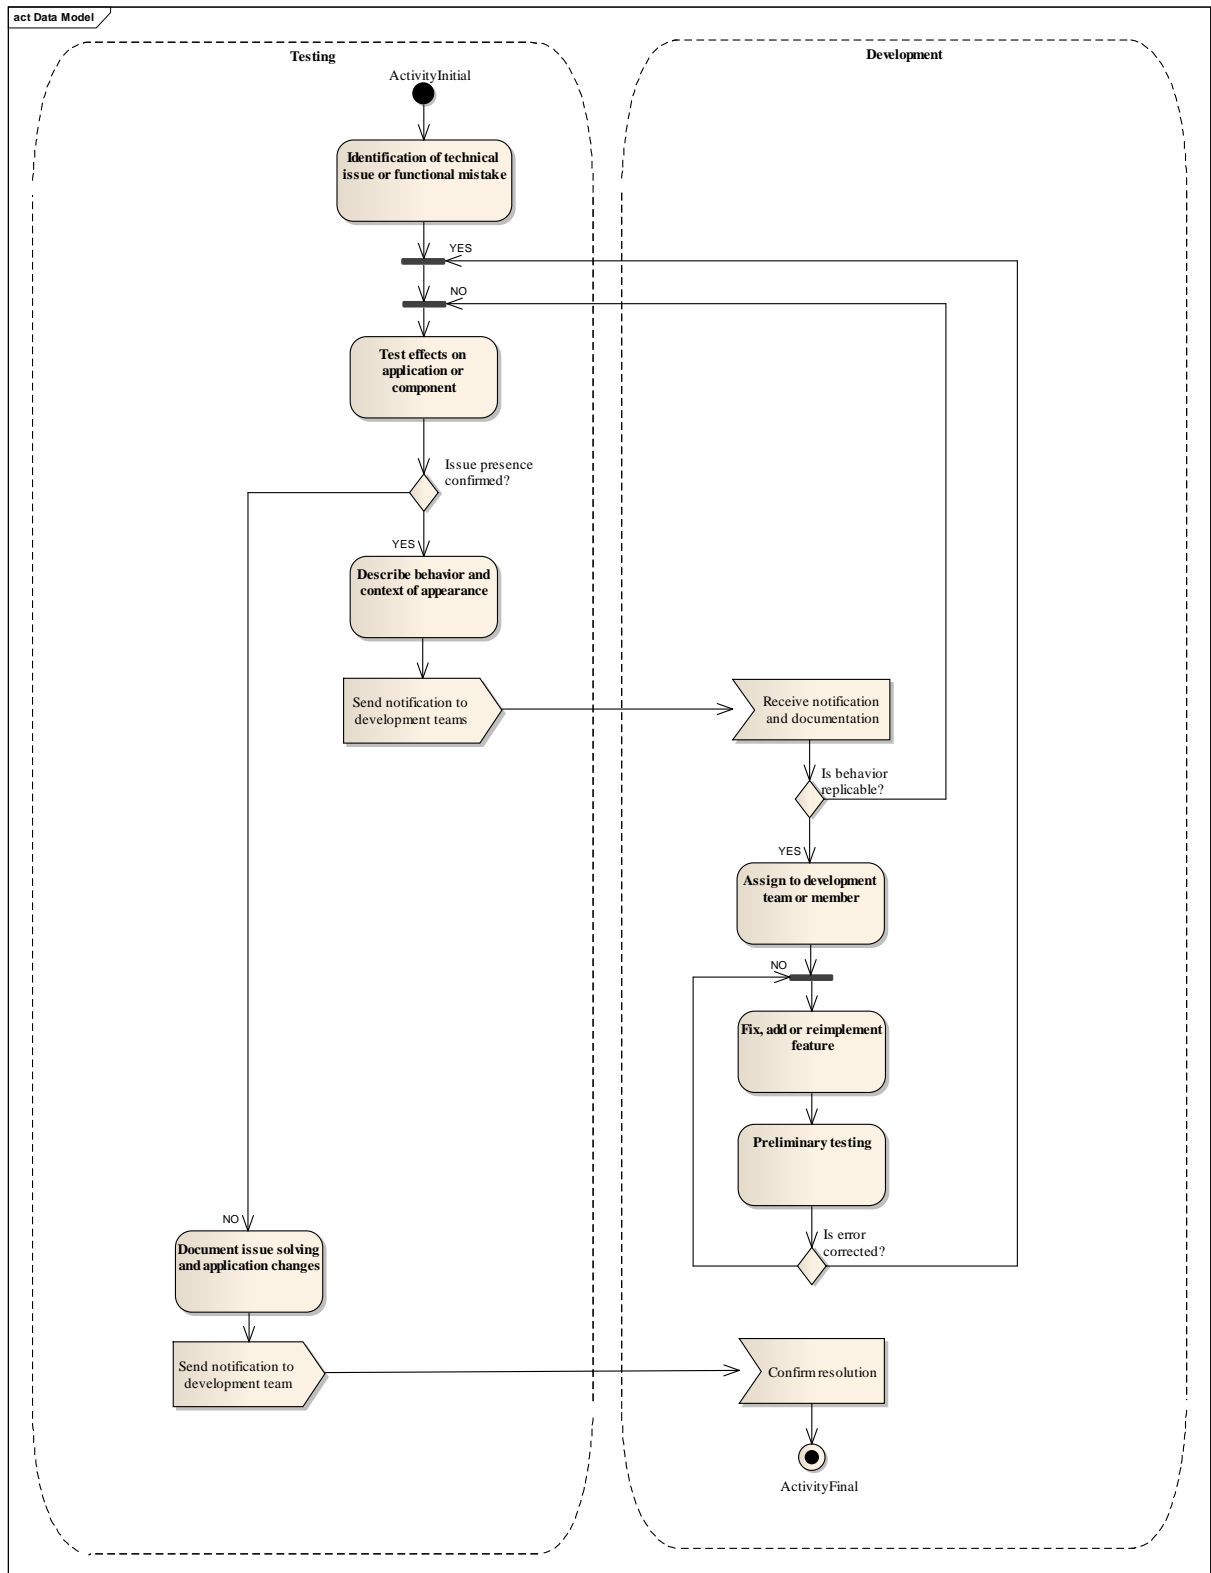 act Data Model
Testing
Development
ActivityInitial
Identification of technical
issue or functional mistake
YES
NO
Test effects on
application or
component
Issue presence
confirmed?
YES
Describe behavior and
context of appearance
Send notification to
development teams
Receive notification
and documentation
Is behavior
replicable?
YES
Assign to development
team or member
NO
Fix, add or reimplement
feature
Preliminary testing
Is error
corrected?
NO
Document issue solving
and application changes
Send notification to
development team
Confirm resolution
ActivityFinal